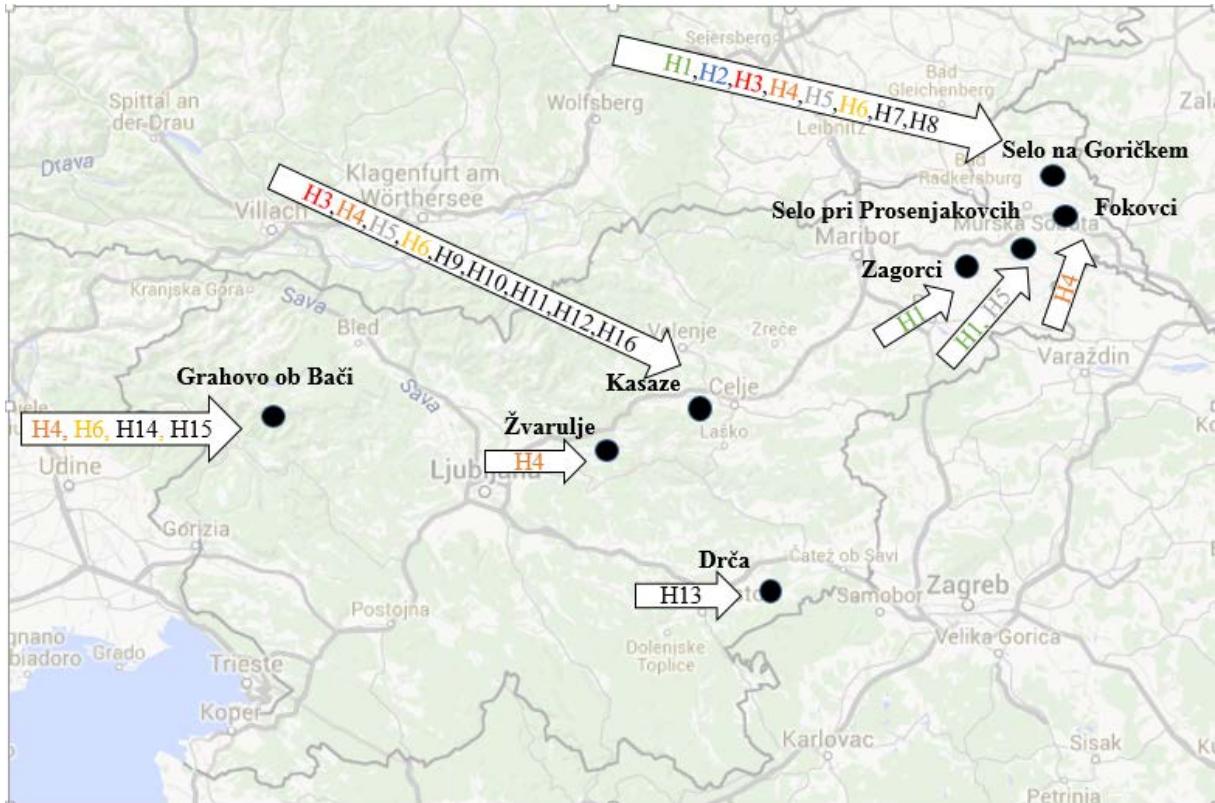 Seiersberg
H1,H2,H3,H4,H5,H6,H7,H8
Bad
Gleichenberg
Spittal an
der-Drau
Wolfsberg
Leibnitz
Zala
Selo na Goričkem
Drava
Klagenfurt am
Wörthersee
Bad
Radkersburg
Villach
H3,H4,H5,H6,H9,H10,H11,H12,H16
Selo pri Prosenjakovcih
Fokovci
Murska Sobota
Maribor
Zagorci
Kranjska Gora
Sava
H1
H1, H5
H4
Bled
Velenje
Zreče
Varaždin
Grahovo ob Bači
Sava
Kasaze
Celje
H4, H6, H14, H15
Žvarulje
Laško
Udine
H4
Ljubljana
Gorizia
Drča
Čatež ob Savi
H13
Zagreb
Samobor
Postojna
Velika Gorica
Dolenjske
Toplice
Grado
Trieste
Koper
Karlovac
Sisak
Petrinja